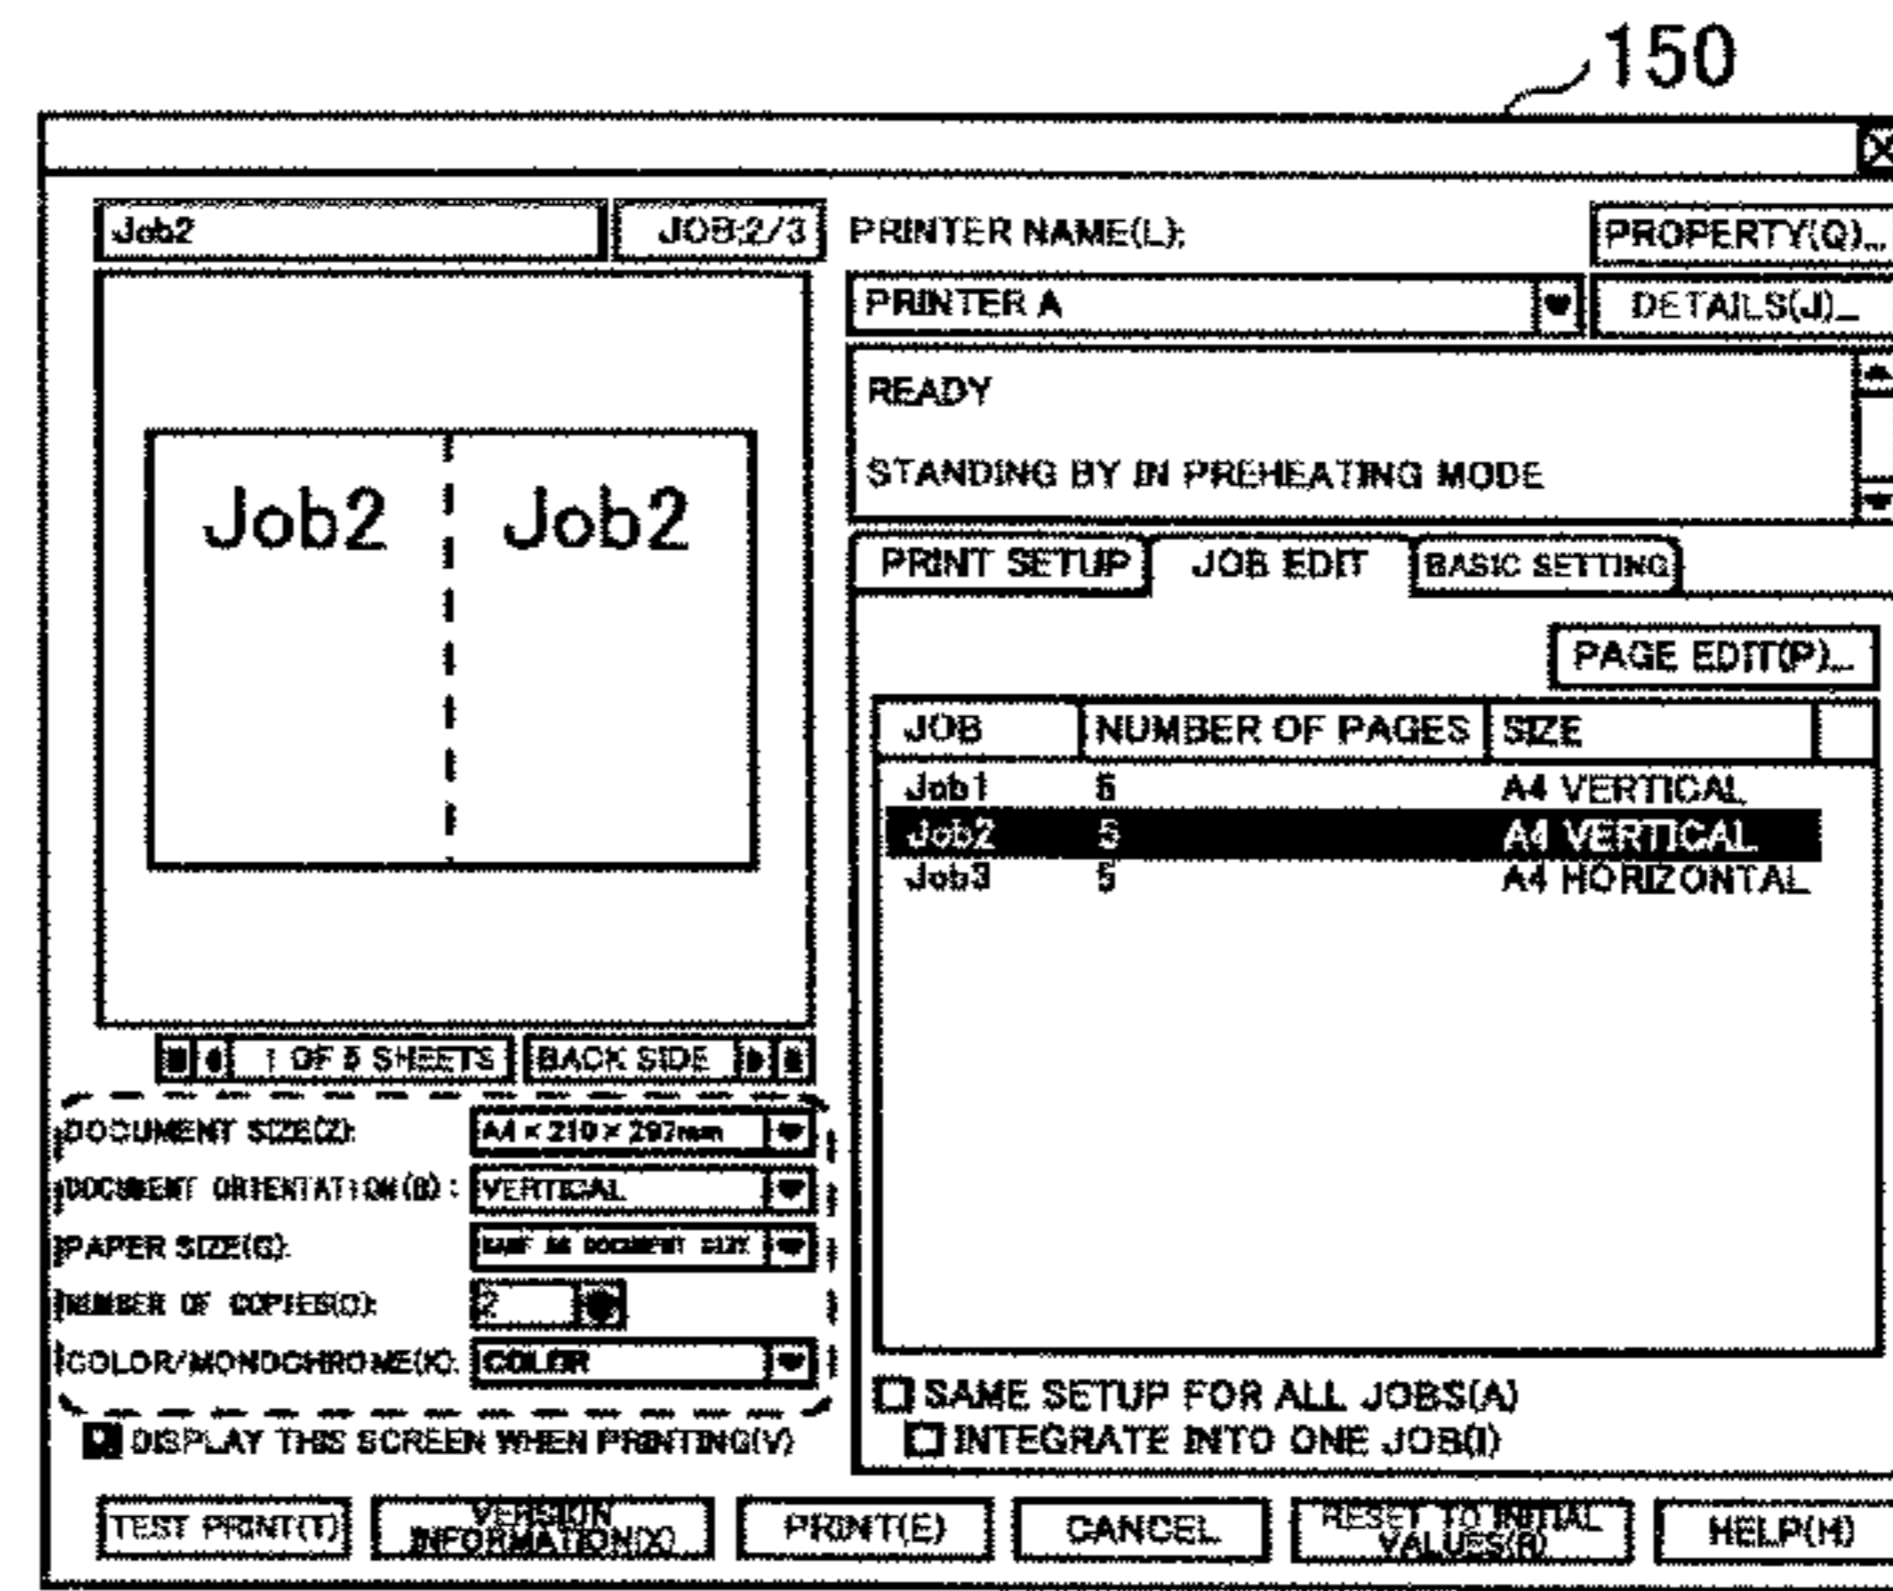 150
Job2 JOB:2/3
PRINTER NAME(L):
PROPERTY(Q)...
PRINTER A
DETAILS(J)...
READY
STANDING BY IN PREHEATING MODE
Job2 Job2
PRINT SETUP JOB EDIT BASIC SETTING
PAGE EDIT(P)...
JOB NUMBER OF PAGES SIZE
Job1 5 A4 VERTICAL
Job2 5 A4 VERTICAL
Job3 5 A4 HORIZONTAL
1 OF 5 SHEETS BACK SIDE
DOCUMENT SIZE(Z): A4 × 210 × 297mm
DOCUMENT ORIENTATION(B): VERTICAL
PAPER SIZE(G): SAME AS DOCUMENT SIZE
NUMBER OF COPIES(O): 2
COLOR/MONOCHROME(K): COLOR
DISPLAY THIS SCREEN WHEN PRINTING(V)
SAME SETUP FOR ALL JOBS(A)
INTEGRATE INTO ONE JOB(I)
TEST PRINT(T)
VERSION
INFORMATION(X)
PRINT(E)
CANCEL
RESET TO INITIAL
VALUES(R)
HELP(H)